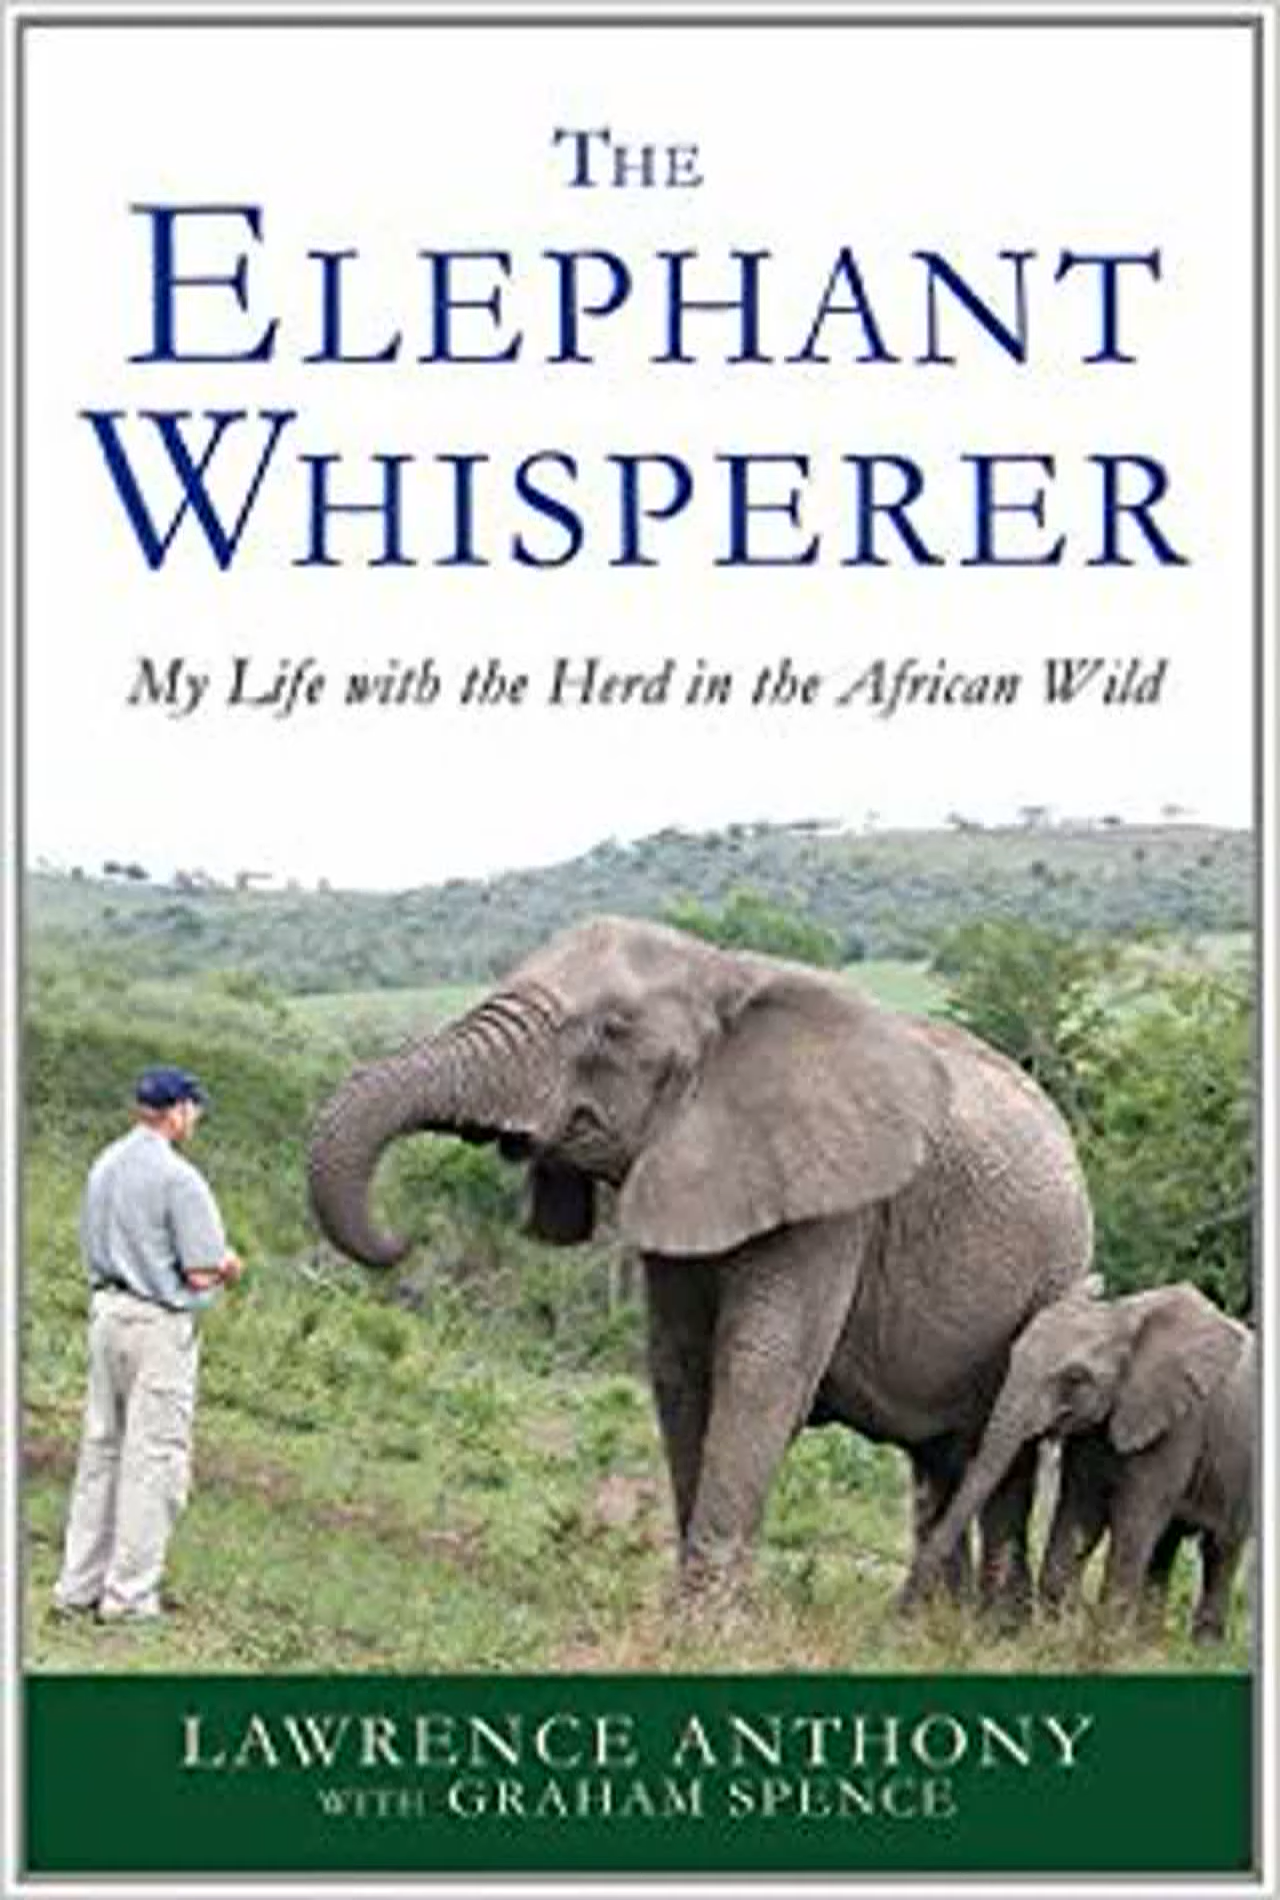 THE
ELEPHANT
WHISPERER
My Life with the Herd in the African Wild
LAWRENCE ANTHONY
WITH GRAHAM SPENCE